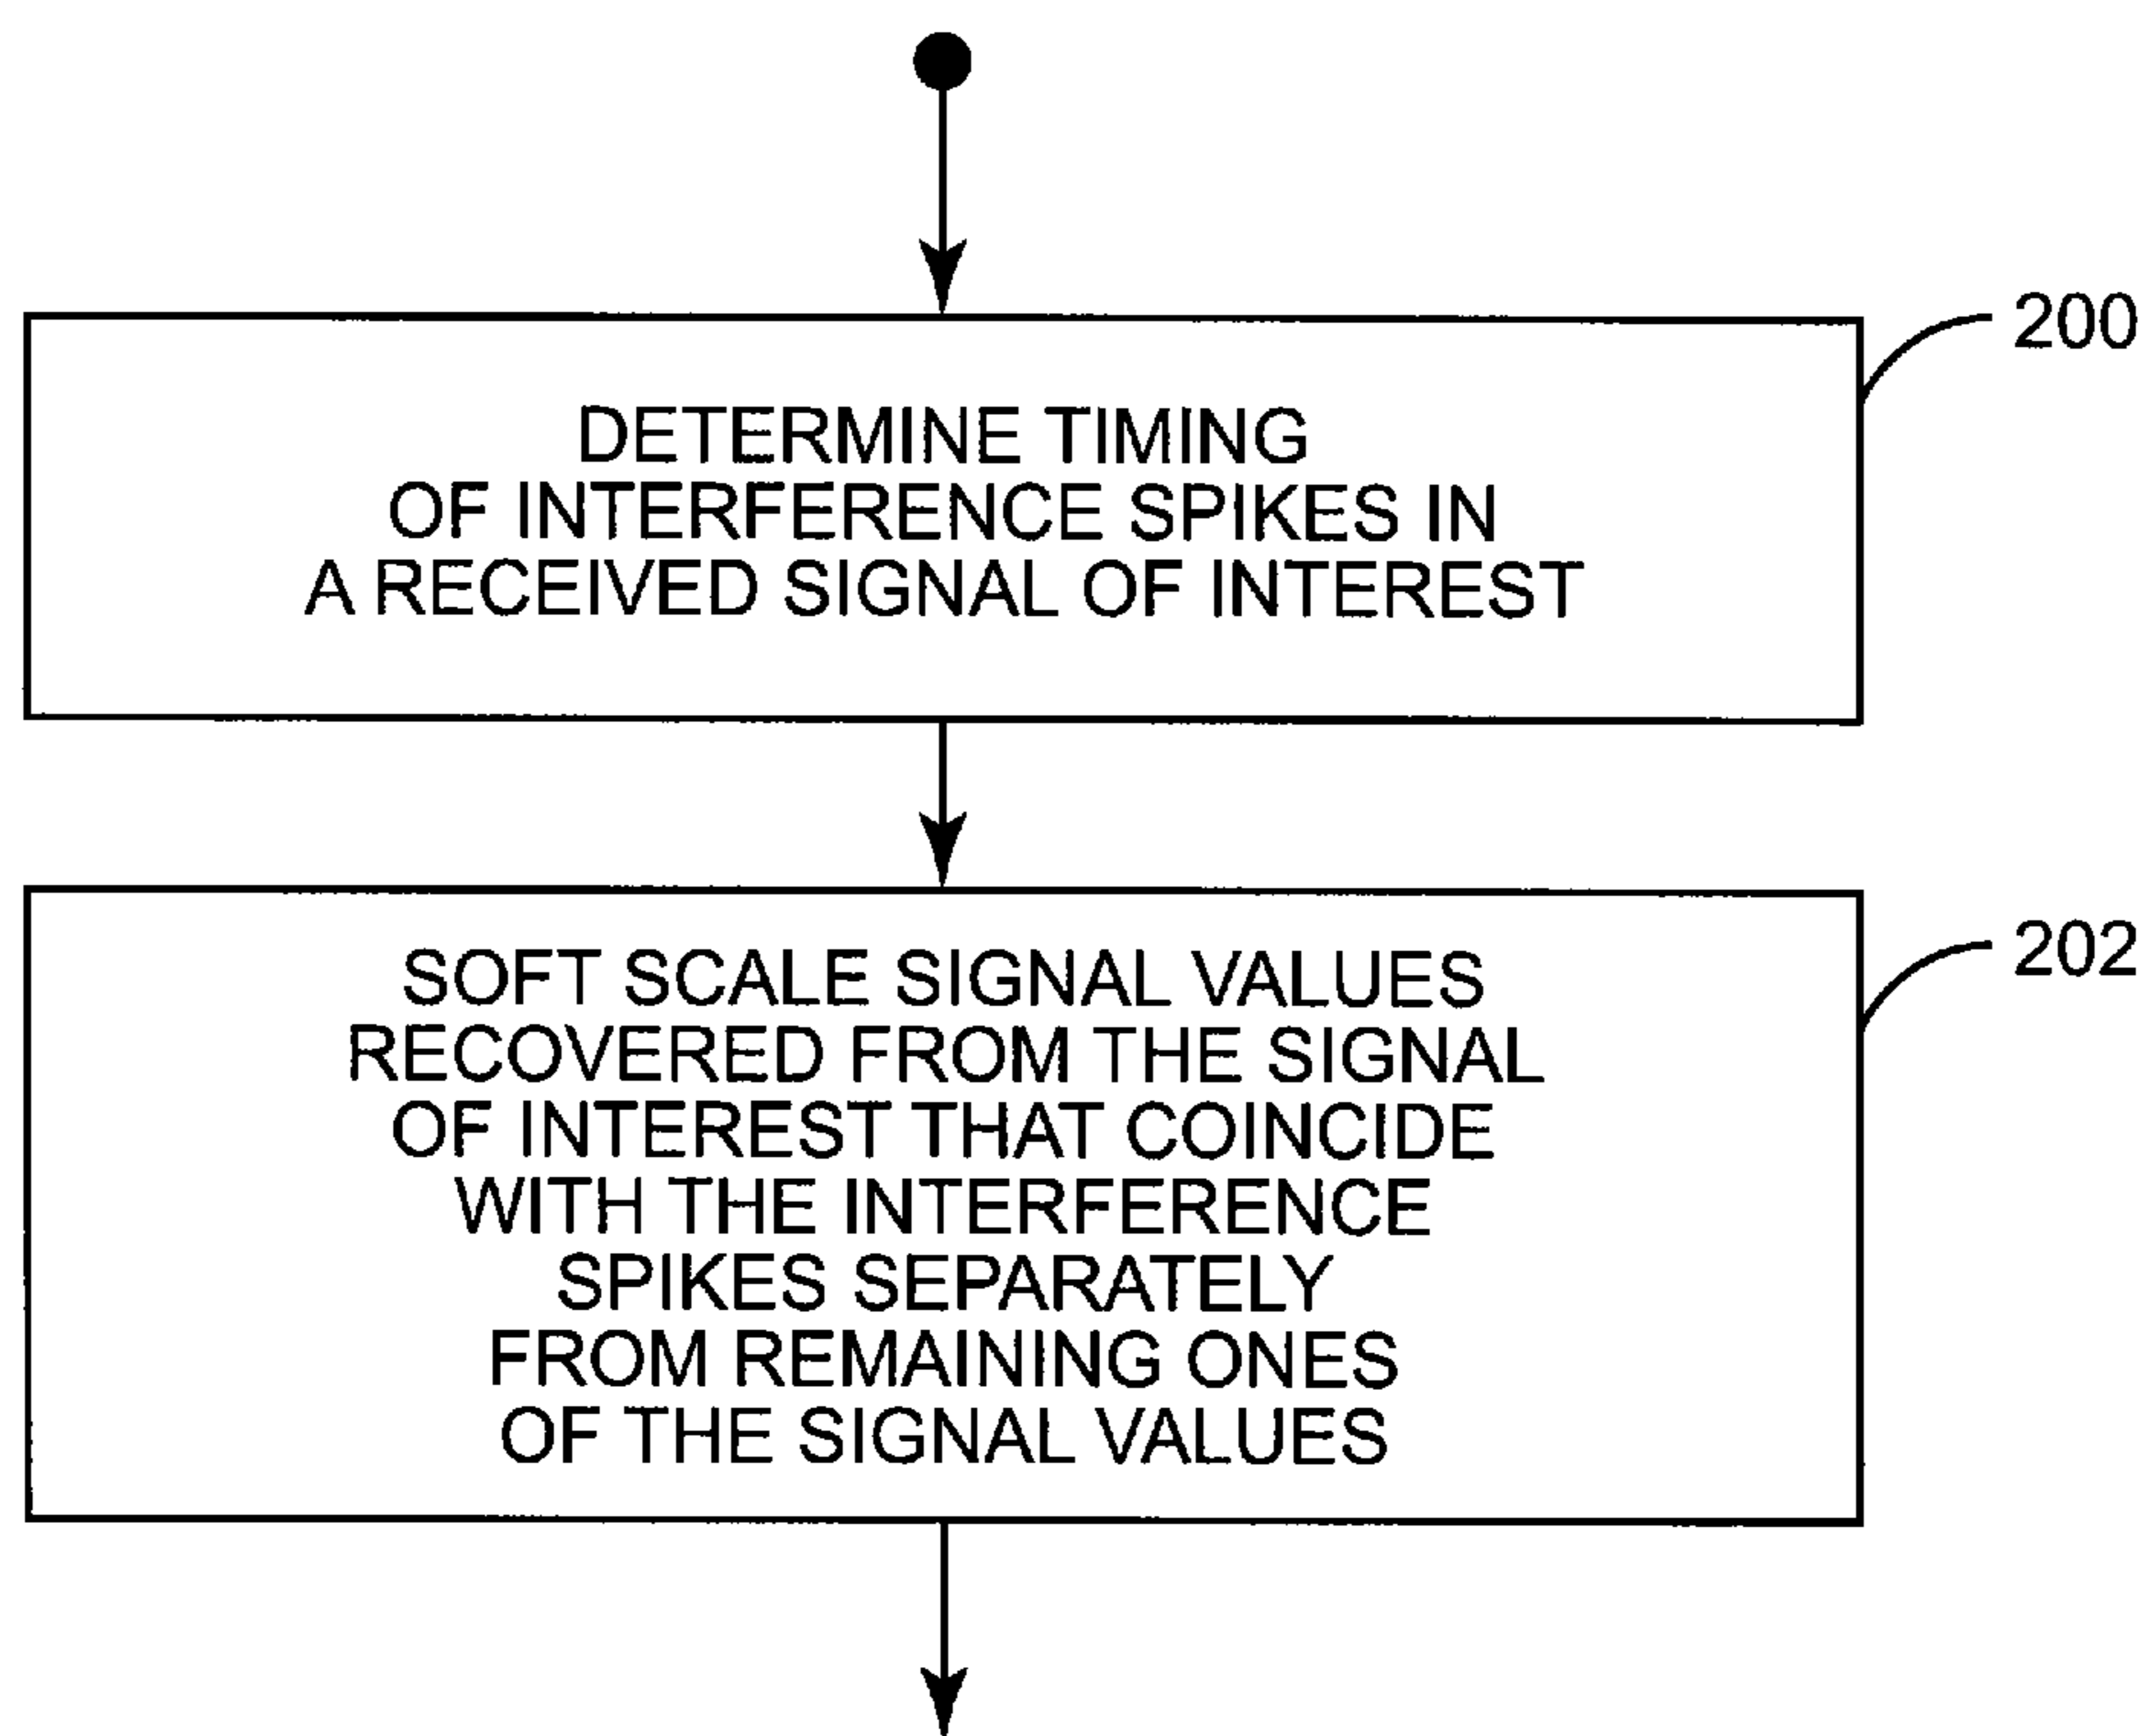 200
DETERMINE TIMING
OF INTERFERENCE SPIKES IN
A RECEIVED SIGNAL OF INTEREST
202
SOFT SCALE SIGNAL VALUES
RECOVERED FROM THE SIGNAL
OF INTEREST THAT COINCIDE
WITH THE INTERFERENCE
SPIKES SEPARATELY
FROM REMAINING ONES
OF THE SIGNAL VALUES